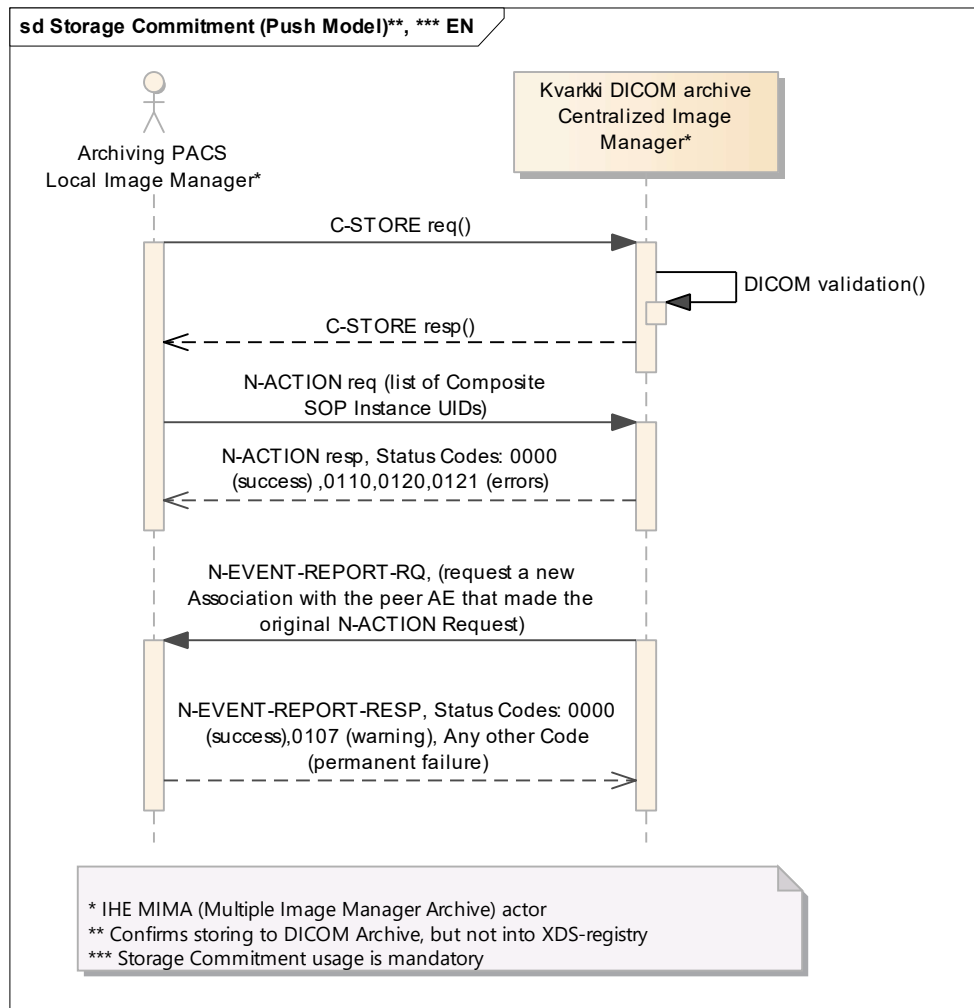 sd Storage Commitment (Push Model)**, *** EN
Kvarkki DICOM archive
Centralized Image
Manager*
Archiving PACS
Local Image Manager*
C-STORE req()
DICOM validation()
C-STORE resp()
N-ACTION req (list of Composite
SOP Instance UIDs)
N-ACTION resp, Status Codes: 0000
(success) ,0110,0120,0121 (errors)
N-EVENT-REPORT-RQ, (request a new
Association with the peer AE that made the
original N-ACTION Request)
N-EVENT-REPORT-RESP, Status Codes: 0000
(success),0107 (warning), Any other Code
(permanent failure)
* IHE MIMA (Multiple Image Manager Archive) actor
** Confirms storing to DICOM Archive, but not into XDS-registry
*** Storage Commitment usage is mandatory